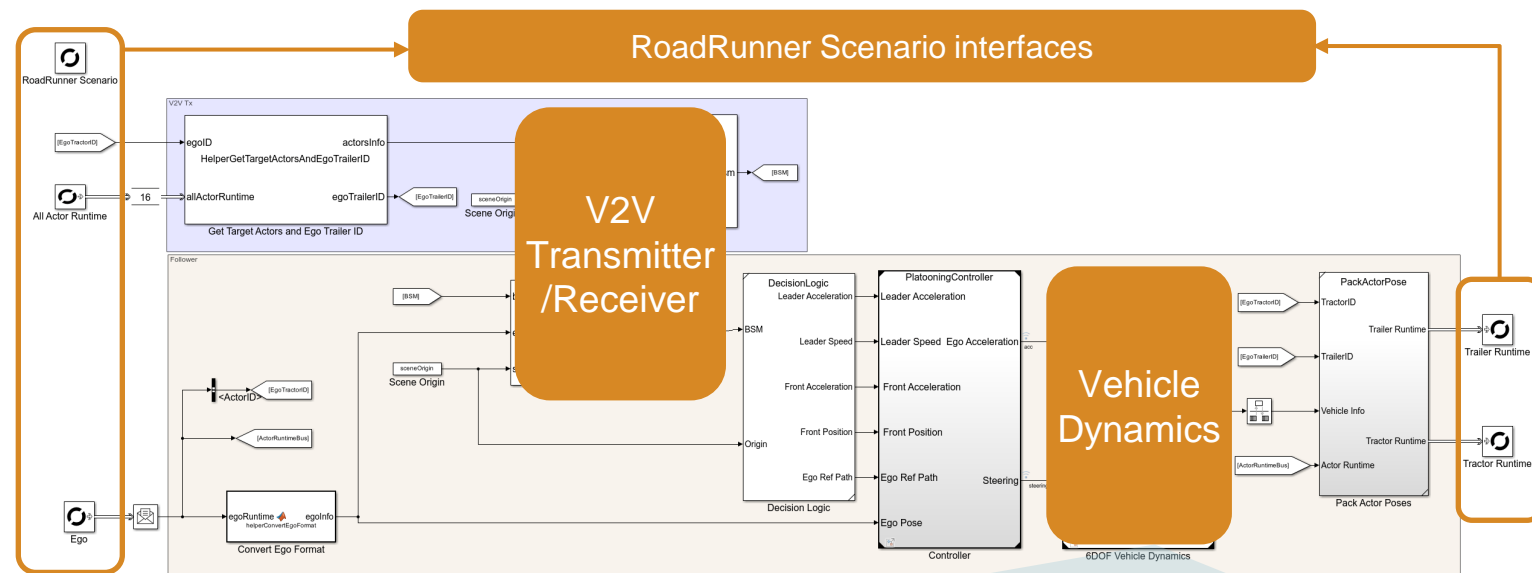 RoadRunner Scenario interfaces
RoadRunner Scenario
V2V Tx
[EgoTractorID]
egoID
actorsInfo
HelperGetTargetActorsAndEgoTrailerID
[BSM]
16
allActorRuntime
egoTrailerID
[EgoTrailerID]
sceneOrigin
Scene Origin
All Actor Runtime
Get Target Actors and Ego Trailer ID
V2V
Transmitter
/Receiver
Follower
[BSM]
sceneOrigin
Scene Origin
<ActorID>
[EgoTractorID]
[ActorRuntimeBus]
Ego
egoRuntime
egoInfo
helperConvertEgoFormat
Convert Ego Format
DecisionLogic
Leader Acceleration
BSM
Leader Speed
Front Acceleration
Front Position
Origin
Ego Ref Path
Decision Logic
PlatooningController
Leader Acceleration
Leader Speed
Ego Acceleration
Front Acceleration
Front Position
Ego Ref Path
Steering
Ego Pose
Controller
acc
steering
Vehicle
Dynamics
6DOF Vehicle Dynamics
[EgoTractorID]
[EgoTrailerID]
[ActorRuntimeBus]
PackActorPose
TractorID
Trailer Runtime
TrailerID
Vehicle Info
Tractor Runtime
Actor Runtime
Pack Actor Poses
Trailer Runtime
Tractor Runtime